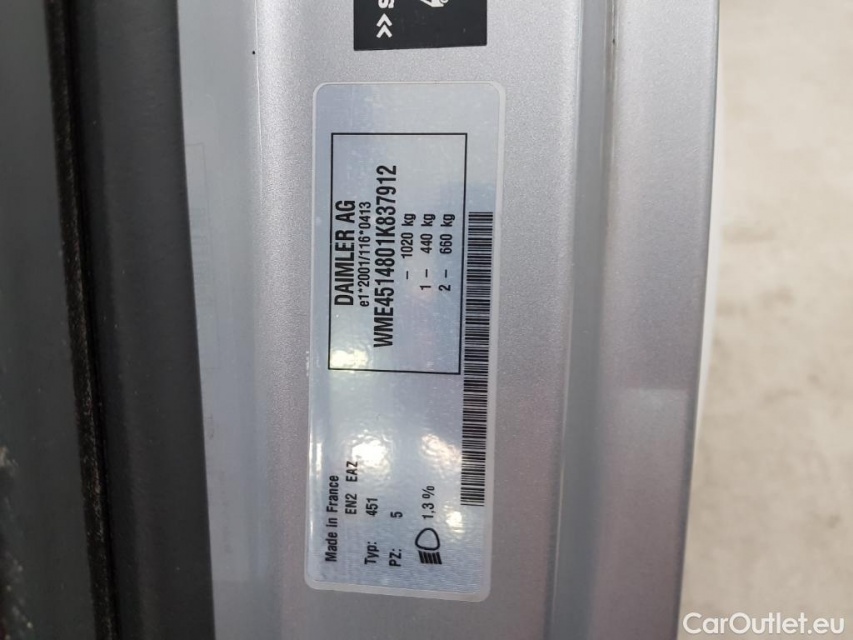 S >>
DAIMLER AG
e1*2001/116*0413
WME4514801K837912
– 1020 kg
1 – 440 kg
2 – 660 kg
Made in France
EN2 EAZ
Typ: 451
PZ: 5
1,3 %
CarOutlet.eu